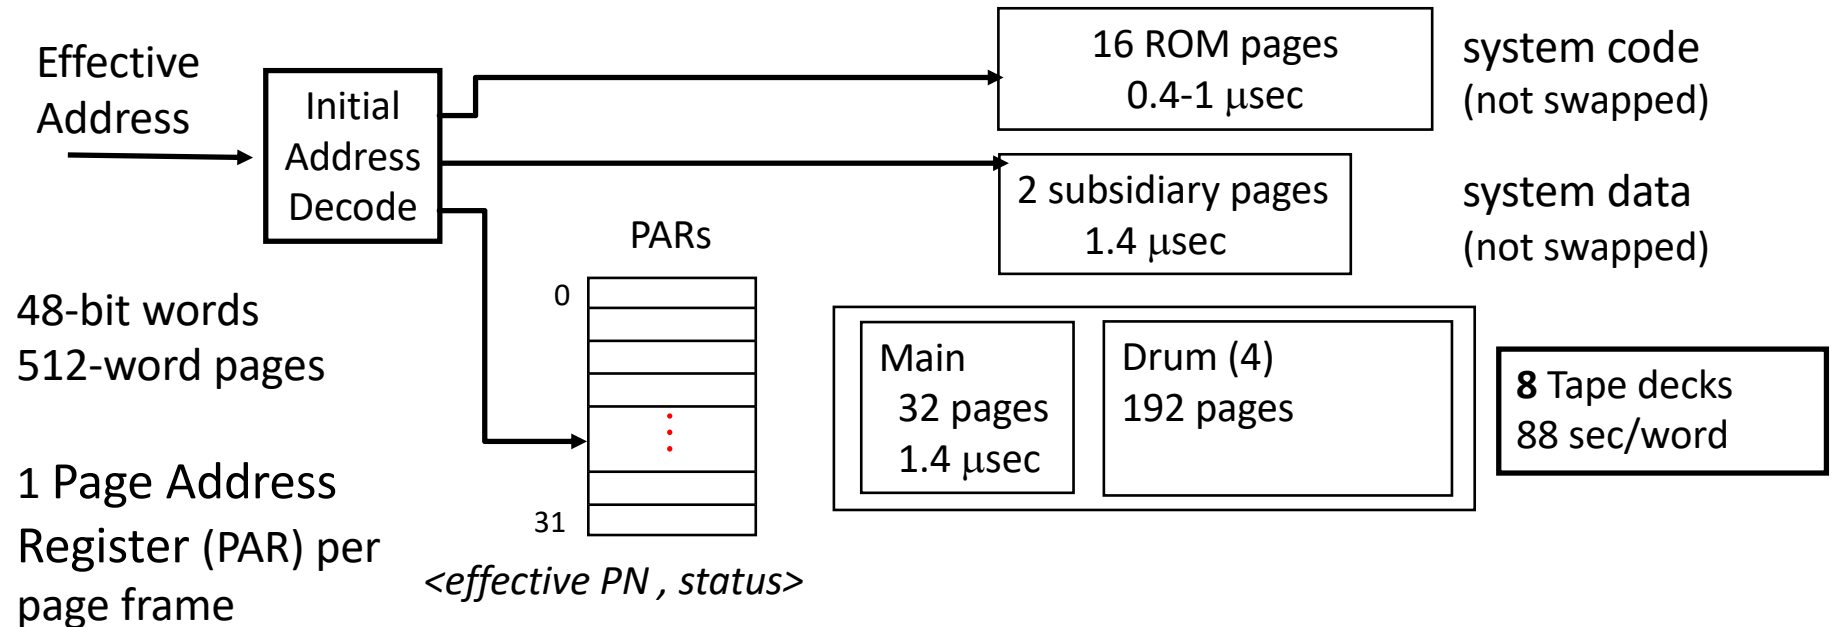 Effective
Address
Initial
Address
Decode
16 ROM pages
0.4-1 μsec
system code
(not swapped)
2 subsidiary pages
1.4 μsec
system data
(not swapped)
PARs
0
31
<effective PN , status>
48-bit words
512-word pages
1 Page Address
Register (PAR) per
page frame
Main
32 pages
1.4 μsec
Drum (4)
192 pages
8 Tape decks
88 sec/word